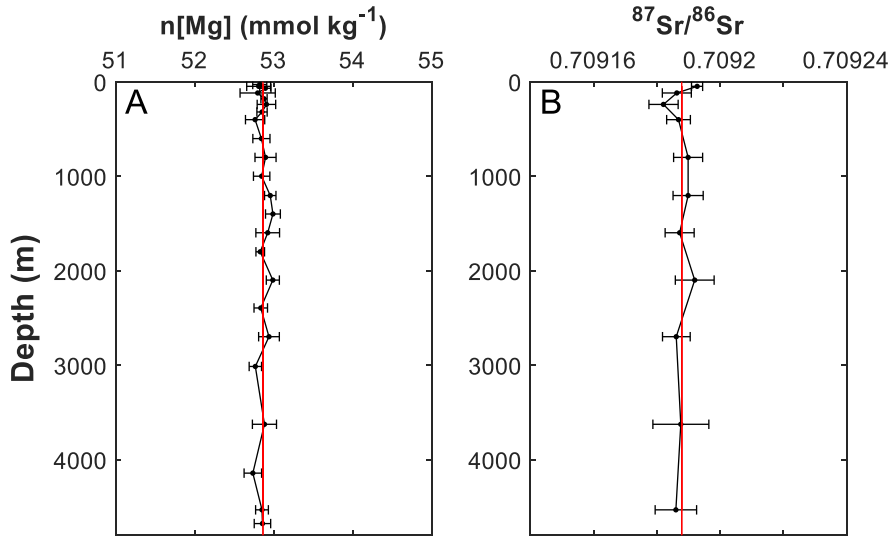 n[Mg] (mmol kg⁻¹)
51 52 53 54 55
A
0
1000
2000
3000
4000
Depth (m)
⁸⁷Sr/⁸⁶Sr
0.70916 0.7092 0.70924
B
0
1000
2000
3000
4000